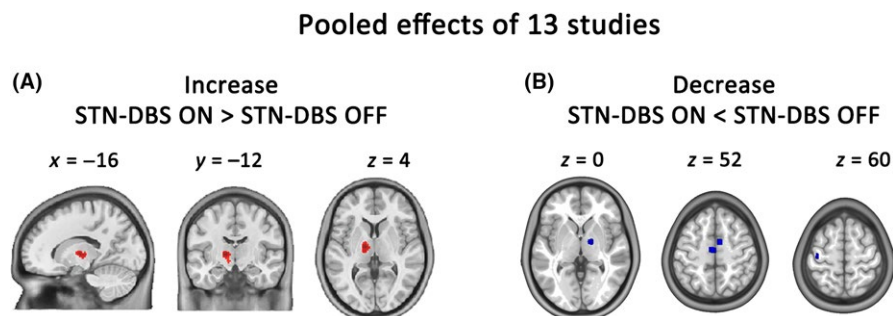 Pooled effects of 13 studies
(A)
Increase
STN-DBS ON > STN-DBS OFF
x = –16
y = –12
z = 4
(B)
Decrease
STN-DBS ON < STN-DBS OFF
z = 0
z = 52
z = 60